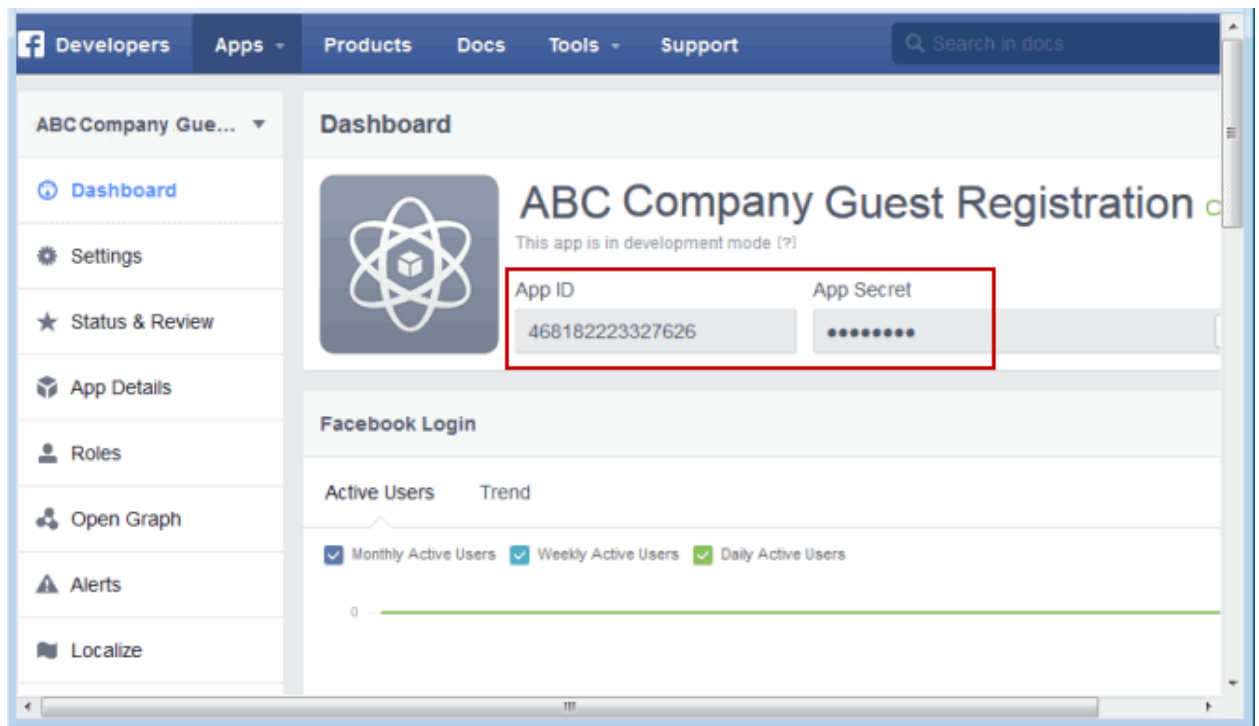 f Developers Apps Products Docs Tools Support Search in docs
ABC Company Gue...
Dashboard
Dashboard
Settings
Status & Review
App Details
Roles
Open Graph
Alerts
Localize
ABC Company Guest Registration
This app is in development mode [?]
App ID App Secret
468182223327626 ●●●●●●●●
Facebook Login
Active Users Trend
Monthly Active Users Weekly Active Users Daily Active Users
0